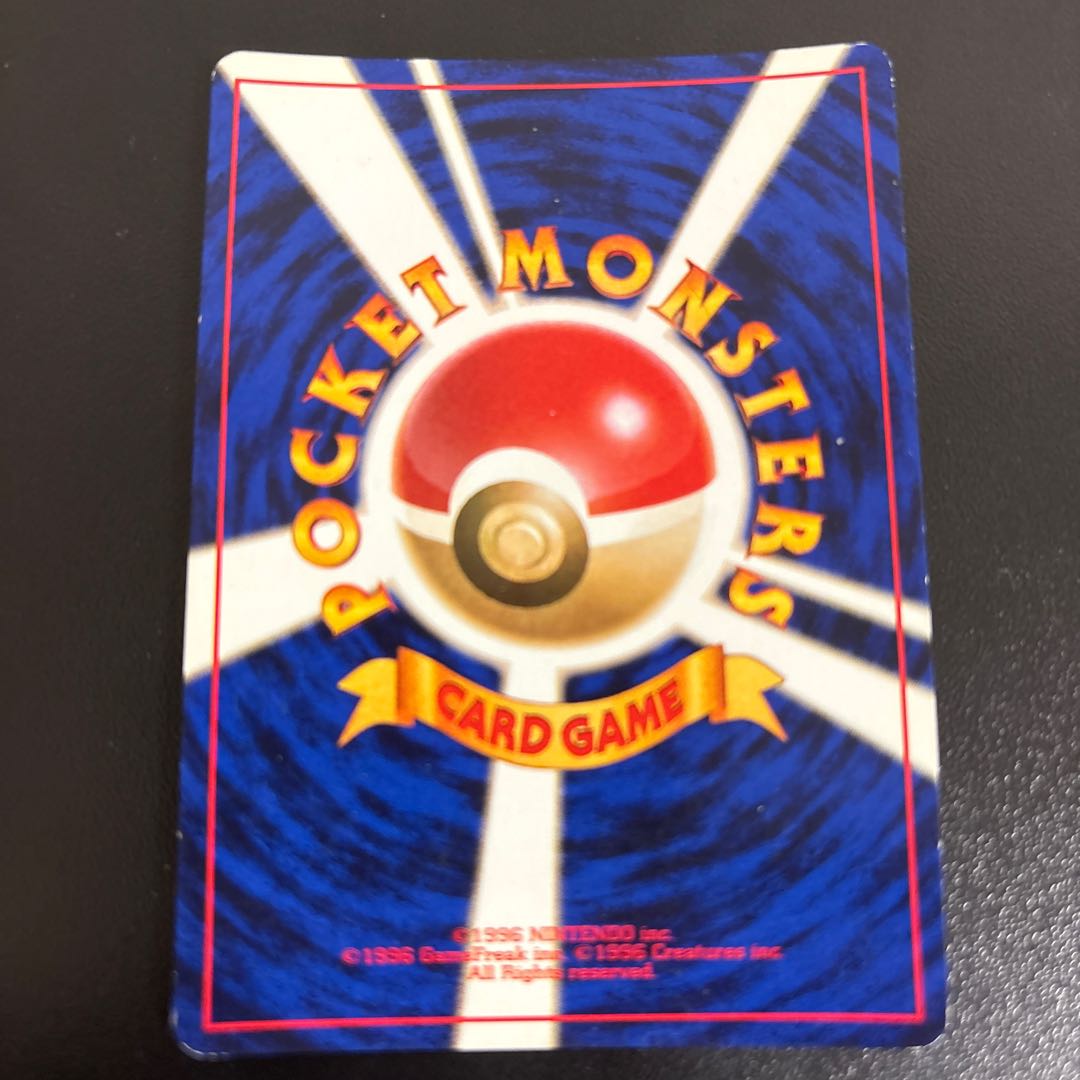 POCKET MONSTERS
CARD GAME
©1996 NINTENDO inc.
©1996 GameFreak inc. ©1996 Creatures inc.
All Rights reserved.